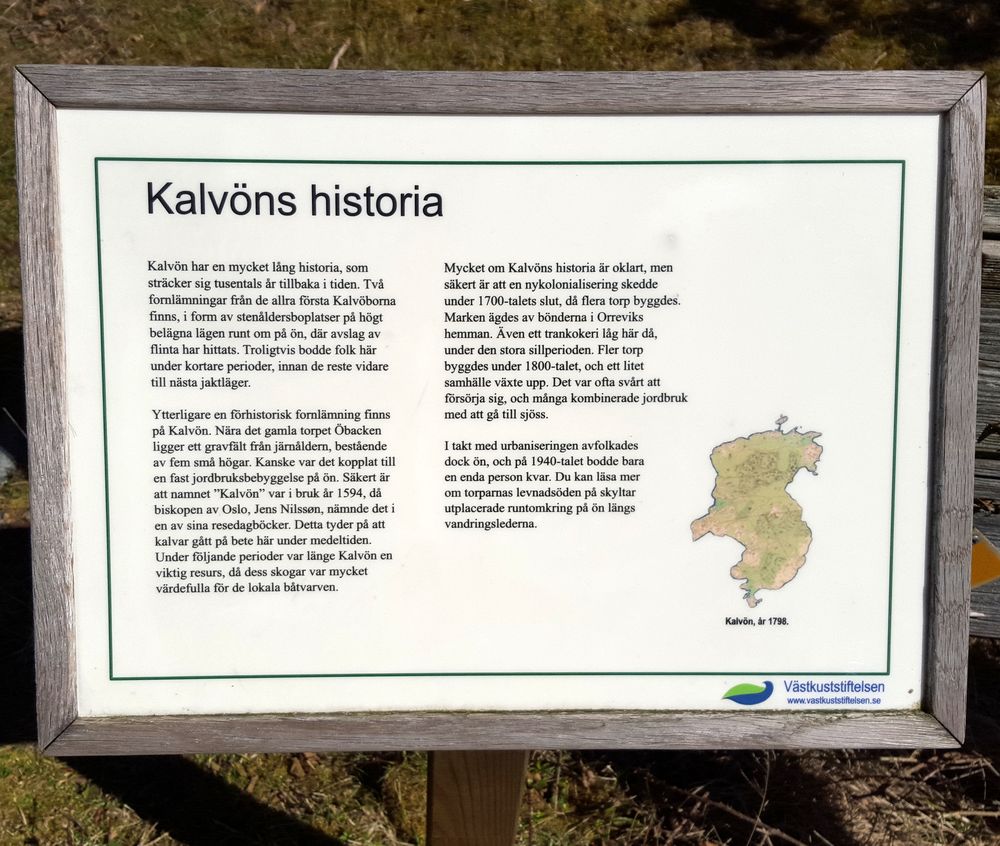 Kalvöns historia
Kalvön har en mycket lång historia, som
sträcker sig tusentals år tillbaka i tiden. Två
fornlämningar från de allra första Kalvöborna
finns, i form av stenåldersboplatser på högt
belägna lägen runt om på ön, där avslag av
flinta har hittats. Troligtvis bodde folk här
under kortare perioder, innan de reste vidare
till nästa jaktläger.
Ytterligare en förhistorisk fornlämning finns
på Kalvön. Nära det gamla torpet Öbacken
ligger ett gravfält från järnåldern, bestående
av fem små högar. Kanske var det kopplat till
en fast jordbruksbebyggelse på ön. Säkert är
att namnet ”Kalvön” var i bruk år 1594, då
biskopen av Oslo, Jens Nilssøn, nämnde det i
en av sina resedagböcker. Detta tyder på att
kalvar gått på bete här under medeltiden.
Under följande perioder var länge Kalvön en
viktig resurs, då dess skogar var mycket
värdefulla för de lokala båtvarven.
Mycket om Kalvöns historia är oklart, men
säkert är att en nykolonialisering skedde
under 1700-talets slut, då flera torp byggdes.
Marken ägdes av bönderna i Orreviks
hemman. Även ett trankokeri låg här då,
under den stora sillperioden. Fler torp
byggdes under 1800-talet, och ett litet
samhälle växte upp. Det var ofta svårt att
försörja sig, och många kombinerade jordbruk
med att gå till sjöss.
I takt med urbaniseringen avfolkades
dock ön, och på 1940-talet bodde bara
en enda person kvar. Du kan läsa mer
om torparnas levnadsöden på skyltar
utplacerade runtomkring på ön längs
vandringslederna.
Kalvön, år 1798.
Västkuststiftelsen
www.vastkuststiftelsen.se